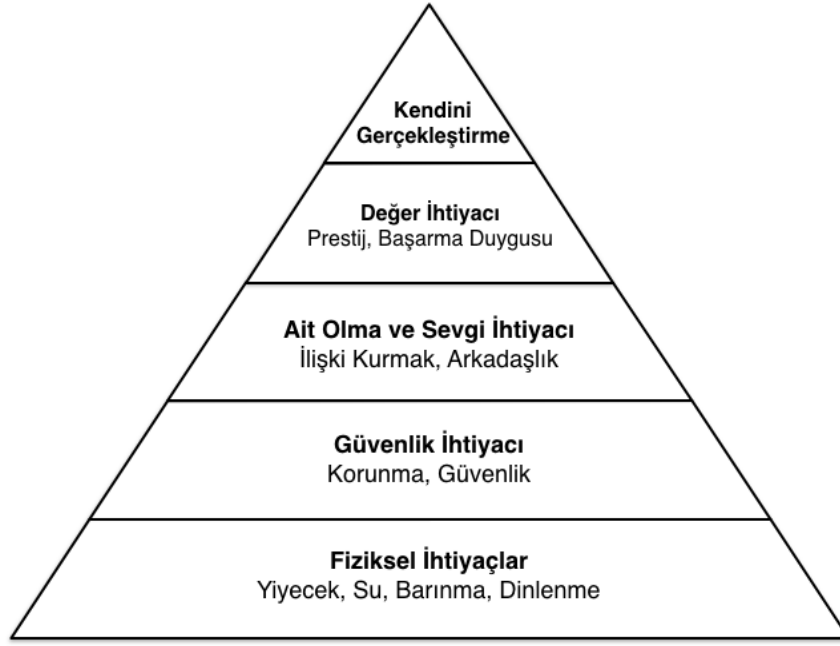 Kendini
Gerçekleştirme
Değer İhtiyacı
Prestij, Başarma Duygusu
Ait Olma ve Sevgi İhtiyacı
İlişki Kurmak, Arkadaşlık
Güvenlik İhtiyacı
Korunma, Güvenlik
Fiziksel İhtiyaçlar
Yiyecek, Su, Barınma, Dinlenme